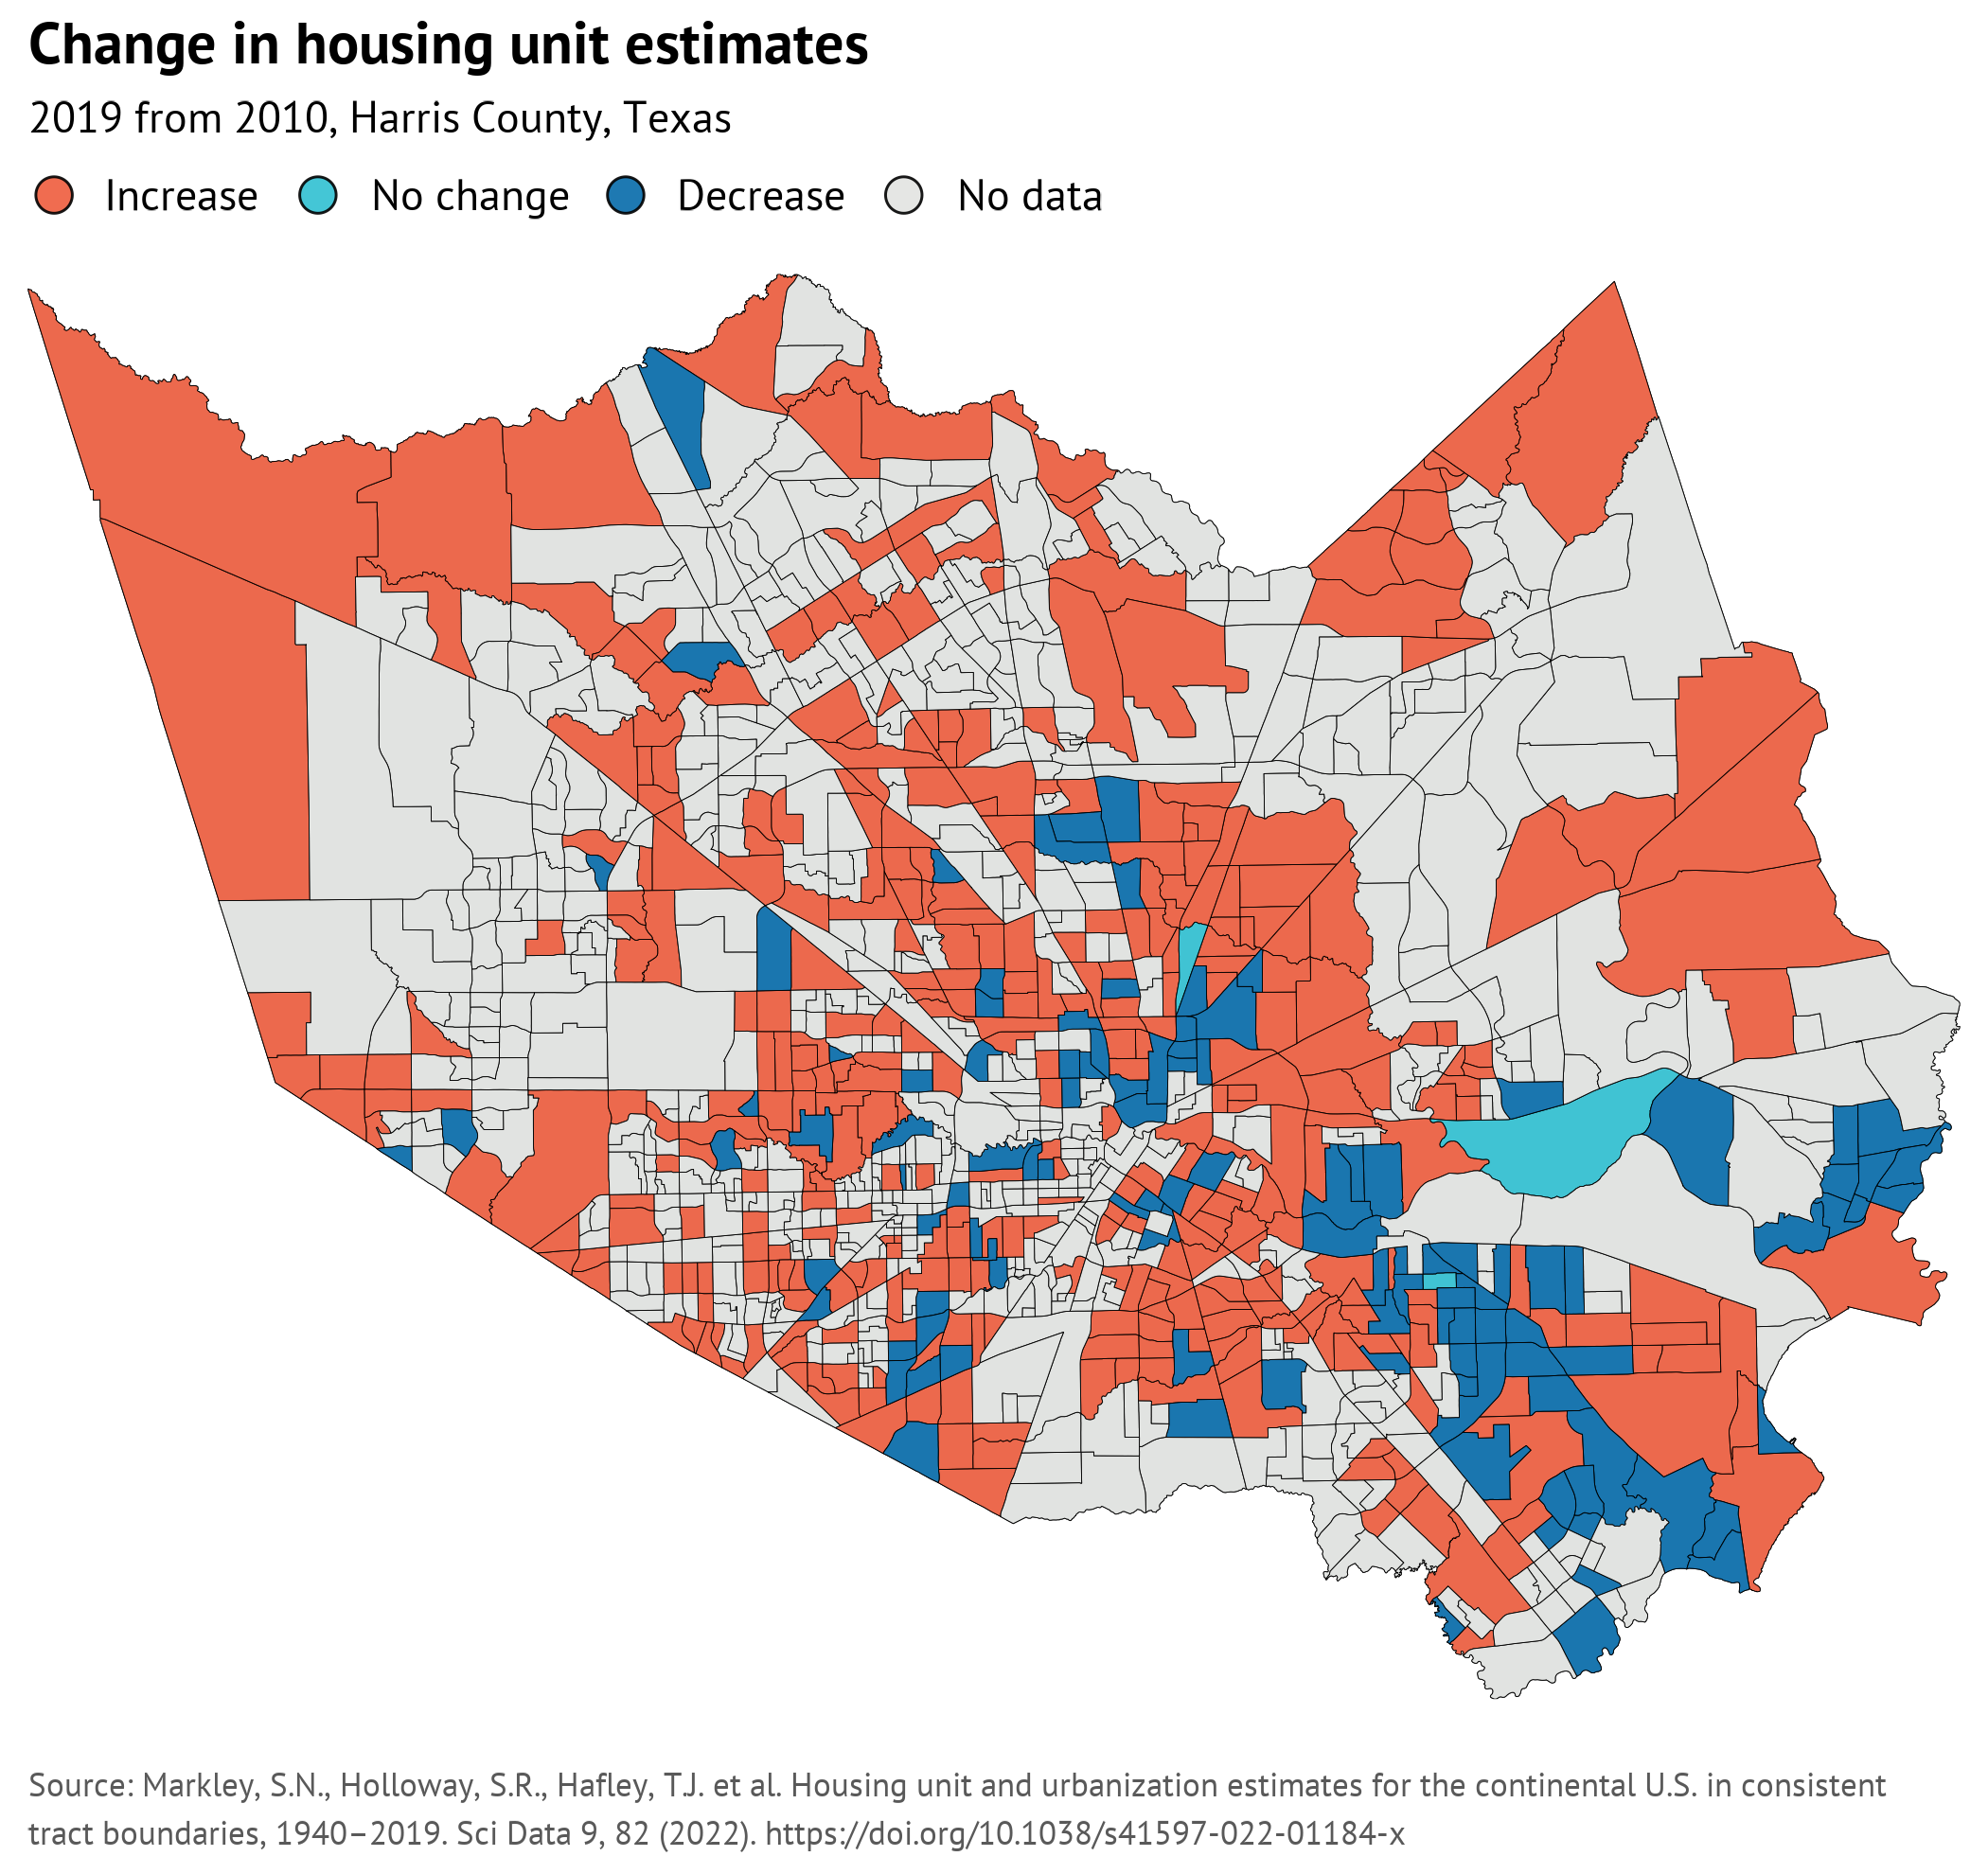 Change in housing unit estimates
2019 from 2010, Harris County, Texas
Increase No change Decrease No data
Source: Markley, S.N., Holloway, S.R., Hafley, T.J. et al. Housing unit and urbanization estimates for the continental U.S. in consistent
tract boundaries, 1940–2019. Sci Data 9, 82 (2022). https://doi.org/10.1038/s41597-022-01184-x